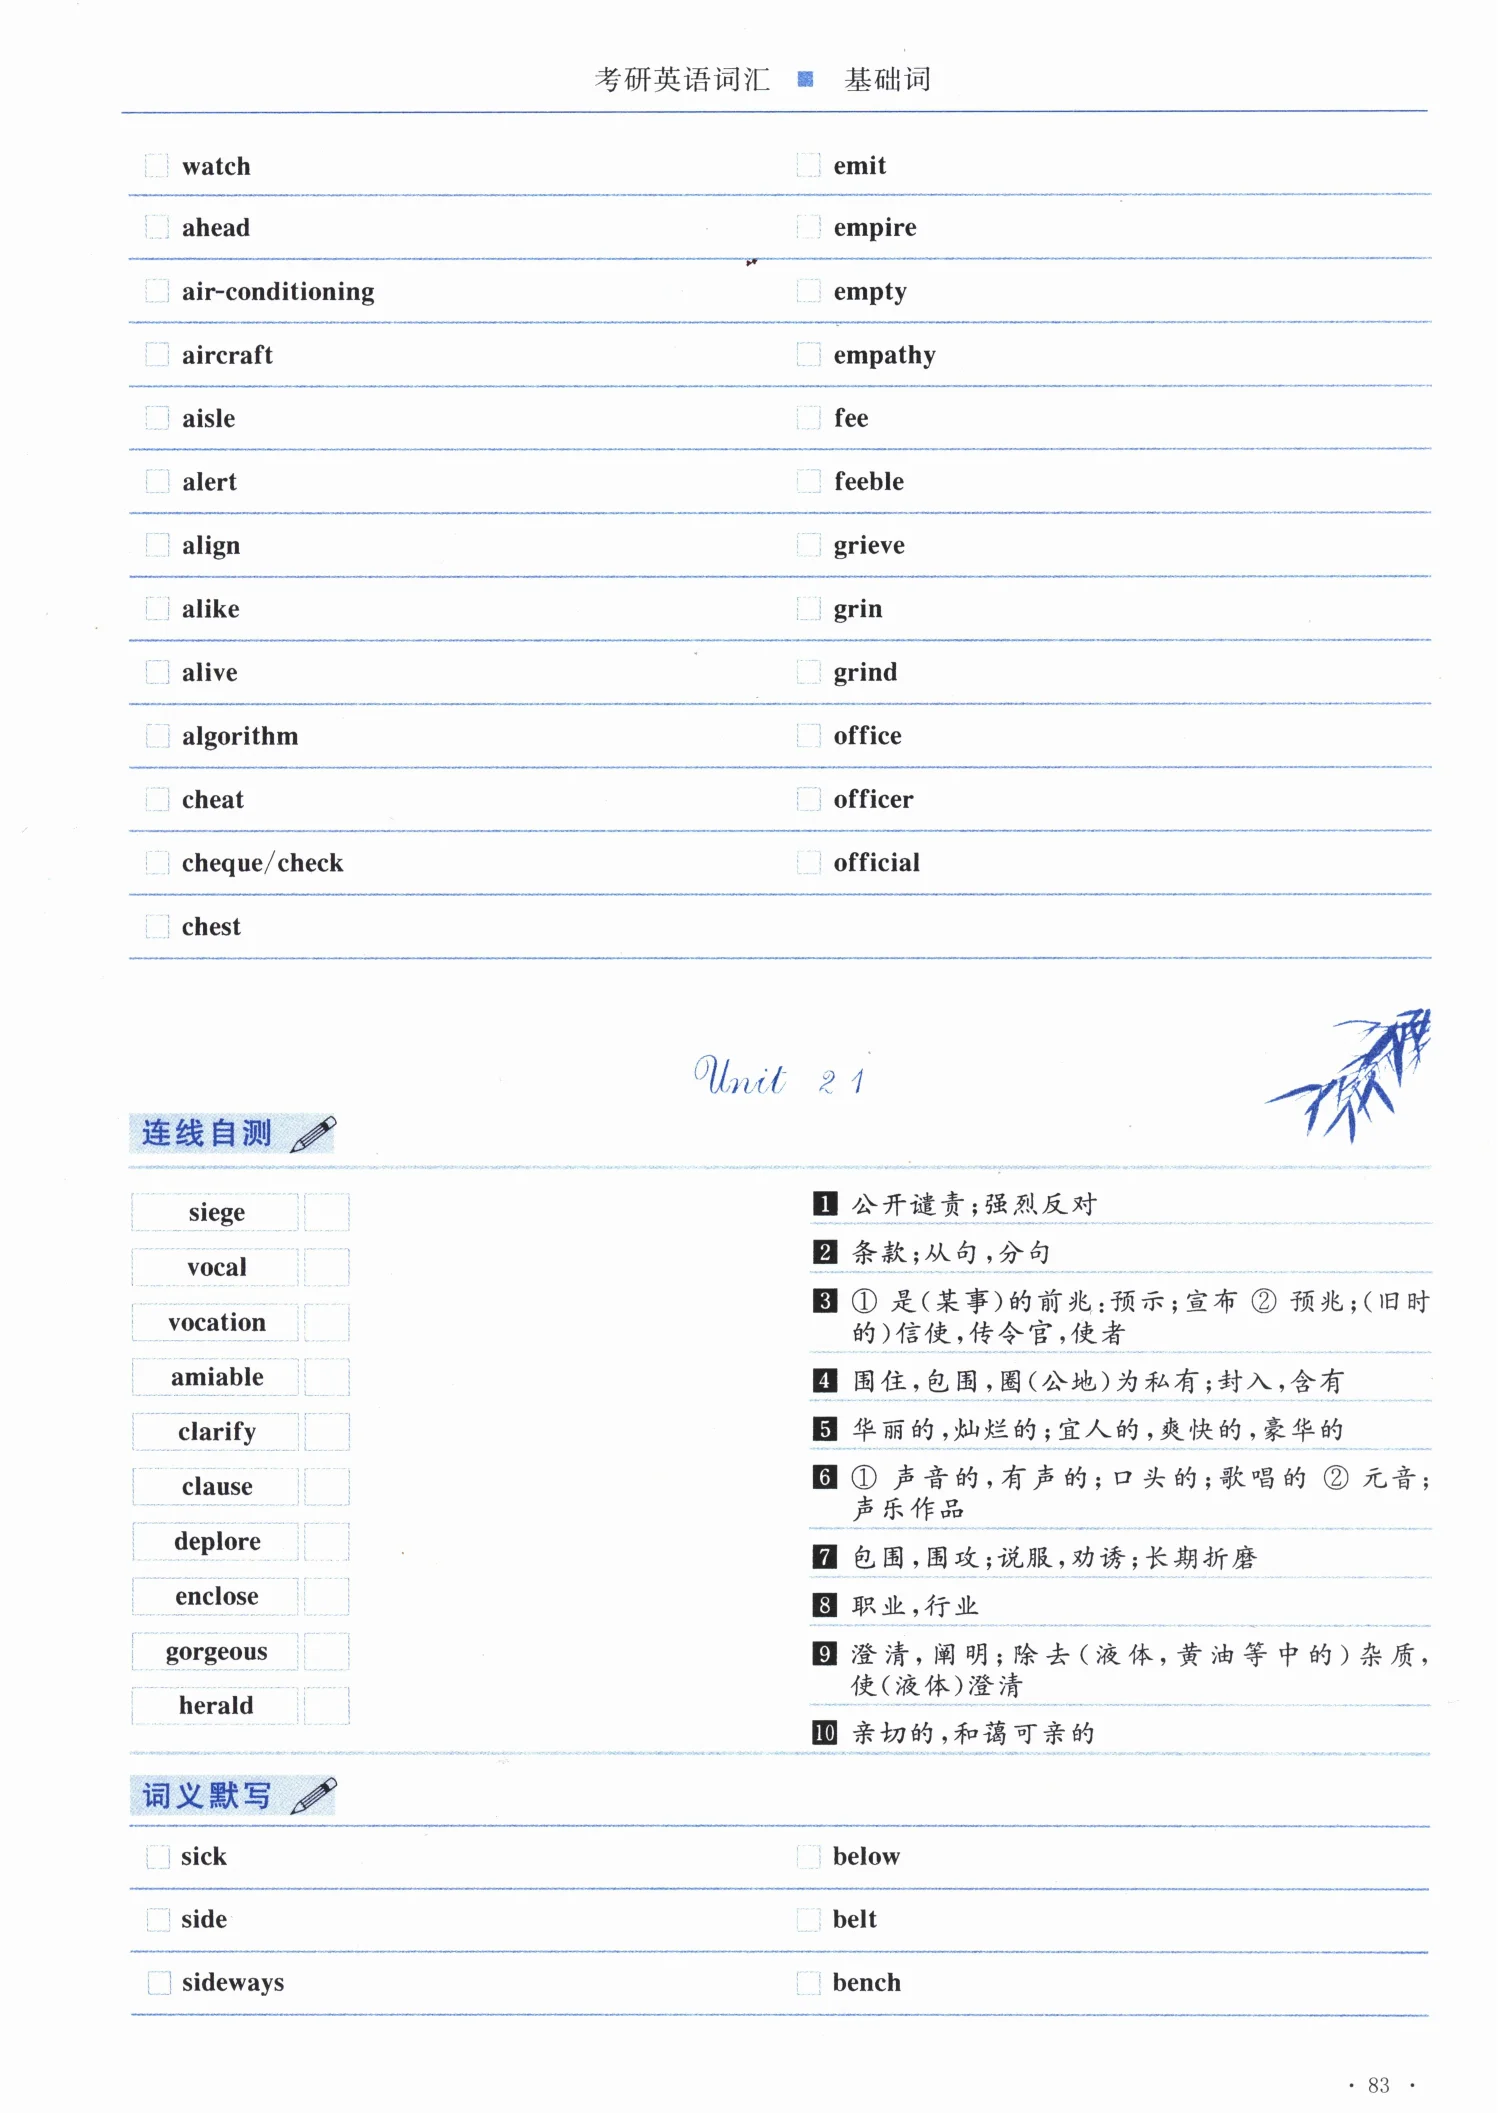 考研英语词汇 ■ 基础词
watch emit
ahead empire
air-conditioning empty
aircraft empathy
aisle fee
alert feeble
align grieve
alike grin
alive grind
algorithm office
cheat officer
cheque/check official
chest
Unit 21
连线自测
siege
vocal
vocation
amiable
clarify
clause
deplore
enclose
gorgeous
herald
1 公开谴责;强烈反对
2 条款;从句,分句
3 ① 是(某事)的前兆;预示;宣布 ② 预兆;(旧时
的)信使,传令官,使者
4 围住,包围,圈(公地)为私有;封入,含有
5 华丽的,灿烂的;宜人的,爽快的,豪华的
6 ① 声音的,有声的;口头的;歌唱的 ② 元音;
声乐作品
7 包围,围攻;说服,劝诱;长期折磨
8 职业,行业
9 澄清,阐明;除去(液体,黄油等中的)杂质,
使(液体)澄清
10 亲切的,和蔼可亲的
词义默写
sick below
side belt
sideways bench
· 83 ·